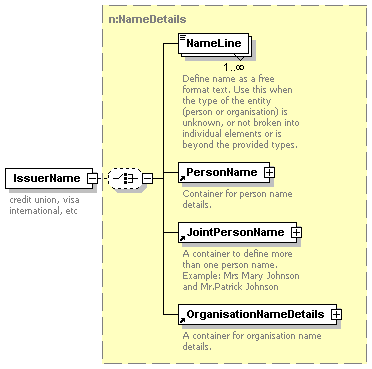 n:NameDetails
NameLine
1..∞
Define name as a free
format text. Use this when
the type of the entity
(person or organisation) is
unknown, or not broken into
individual elements or is
beyond the provided types.
IssuerName
credit union, visa
international, etc
PersonName
Container for person name
details.
JointPersonName
A container to define more
than one person name.
Example: Mrs Mary Johnson
and Mr.Patrick Johnson
OrganisationNameDetails
A container for organisation name
details.